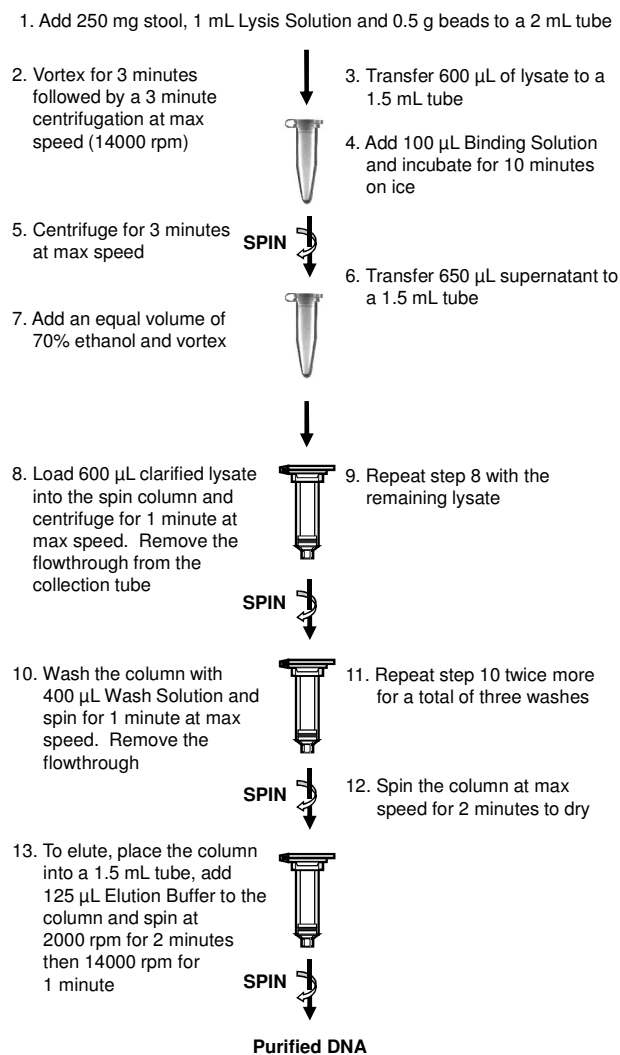 1. Add 250 mg stool, 1 mL Lysis Solution and 0.5 g beads to a 2 mL tube
2. Vortex for 3 minutes
followed by a 3 minute
centrifugation at max
speed (14000 rpm)
3. Transfer 600 µL of lysate to a
1.5 mL tube
4. Add 100 µL Binding Solution
and incubate for 10 minutes
on ice
5. Centrifuge for 3 minutes
at max speed
SPIN
6. Transfer 650 µL supernatant to
a 1.5 mL tube
7. Add an equal volume of
70% ethanol and vortex
8. Load 600 µL clarified lysate
into the spin column and
centrifuge for 1 minute at
max speed.  Remove the
flowthrough from the
collection tube
9. Repeat step 8 with the
remaining lysate
SPIN
10. Wash the column with
400 µL Wash Solution and
spin for 1 minute at max
speed.  Remove the
flowthrough
11. Repeat step 10 twice more
for a total of three washes
SPIN
12. Spin the column at max
speed for 2 minutes to dry
13. To elute, place the column
into a 1.5 mL tube, add
125 µL Elution Buffer to the
column and spin at
2000 rpm for 2 minutes
then 14000 rpm for
1 minute
SPIN
Purified DNA